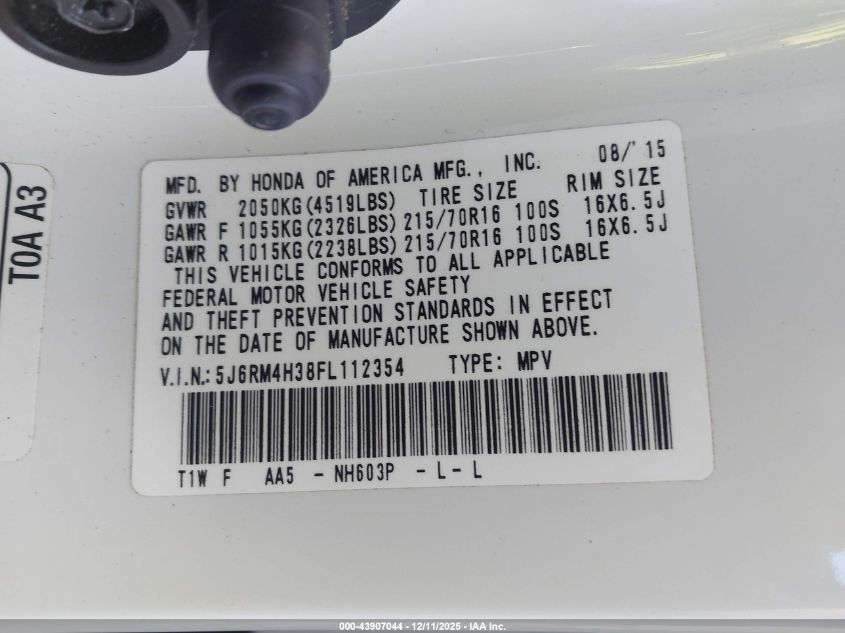 MFD. BY HONDA OF AMERICA MFG., INC. 08/'15
GVWR 2050KG(4519LBS) TIRE SIZE RIM SIZE
GAWR F 1055KG(2326LBS) 215/70R16 100S 16X6.5J
GAWR R 1015KG(2238LBS) 215/70R16 100S 16X6.5J
THIS VEHICLE CONFORMS TO ALL APPLICABLE
FEDERAL MOTOR VEHICLE SAFETY
AND THEFT PREVENTION STANDARDS IN EFFECT
ON THE DATE OF MANUFACTURE SHOWN ABOVE.
V.I.N.: 5J6RM4H38FL112354 TYPE: MPV
T1W F AA5 - NH603P - L - L
T0A A3
000-43907044 - 12/11/2025 - IAA Inc.